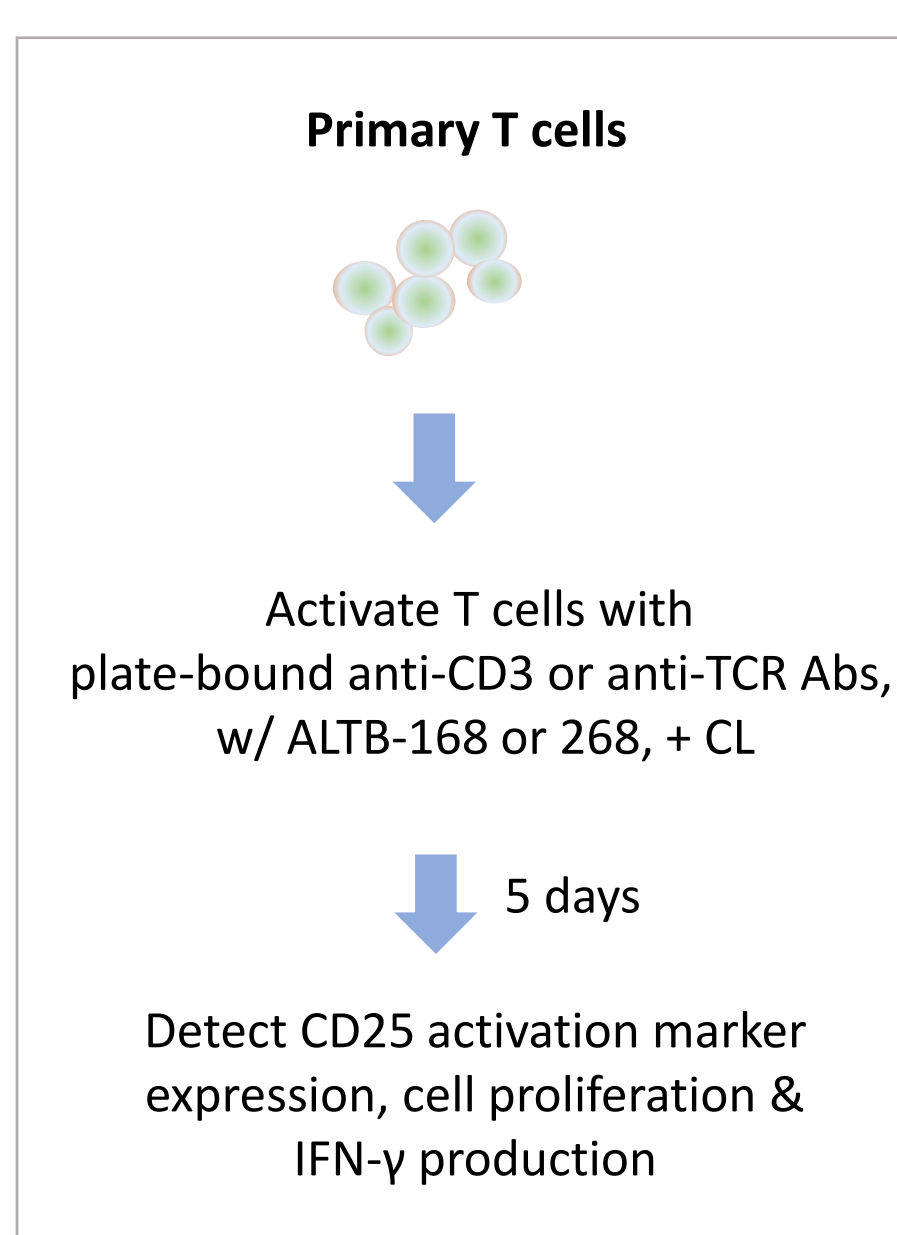 Primary T cells
Activate T cells with
plate-bound anti-CD3 or anti-TCR Abs,
w/ ALTB-168 or 268, + CL
5 days
Detect CD25 activation marker
expression, cell proliferation &
IFN-γ production